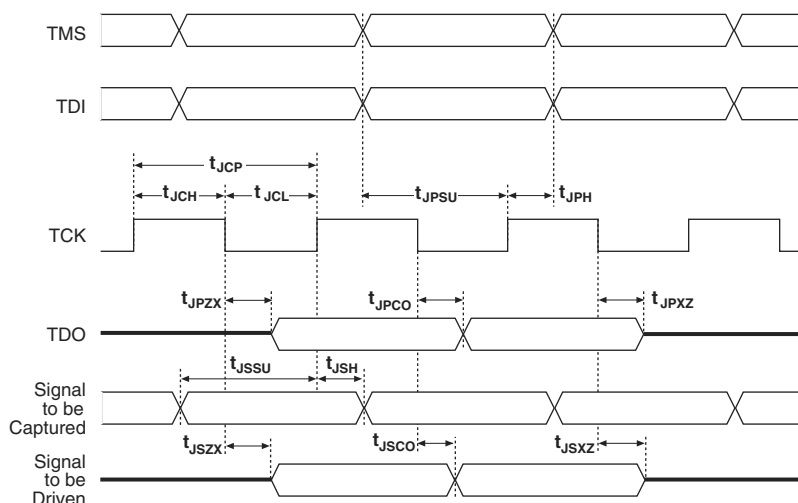 TMS
TDI
tJCP
tJCH
tJCL
tJPSU
tJPH
TCK
tJPZX
tJPCO
tJPXZ
TDO
tJSSU
tJSH
Signal
to be
Captured
tJSZX
tJSCO
tJSXZ
Signal
to be
Driven